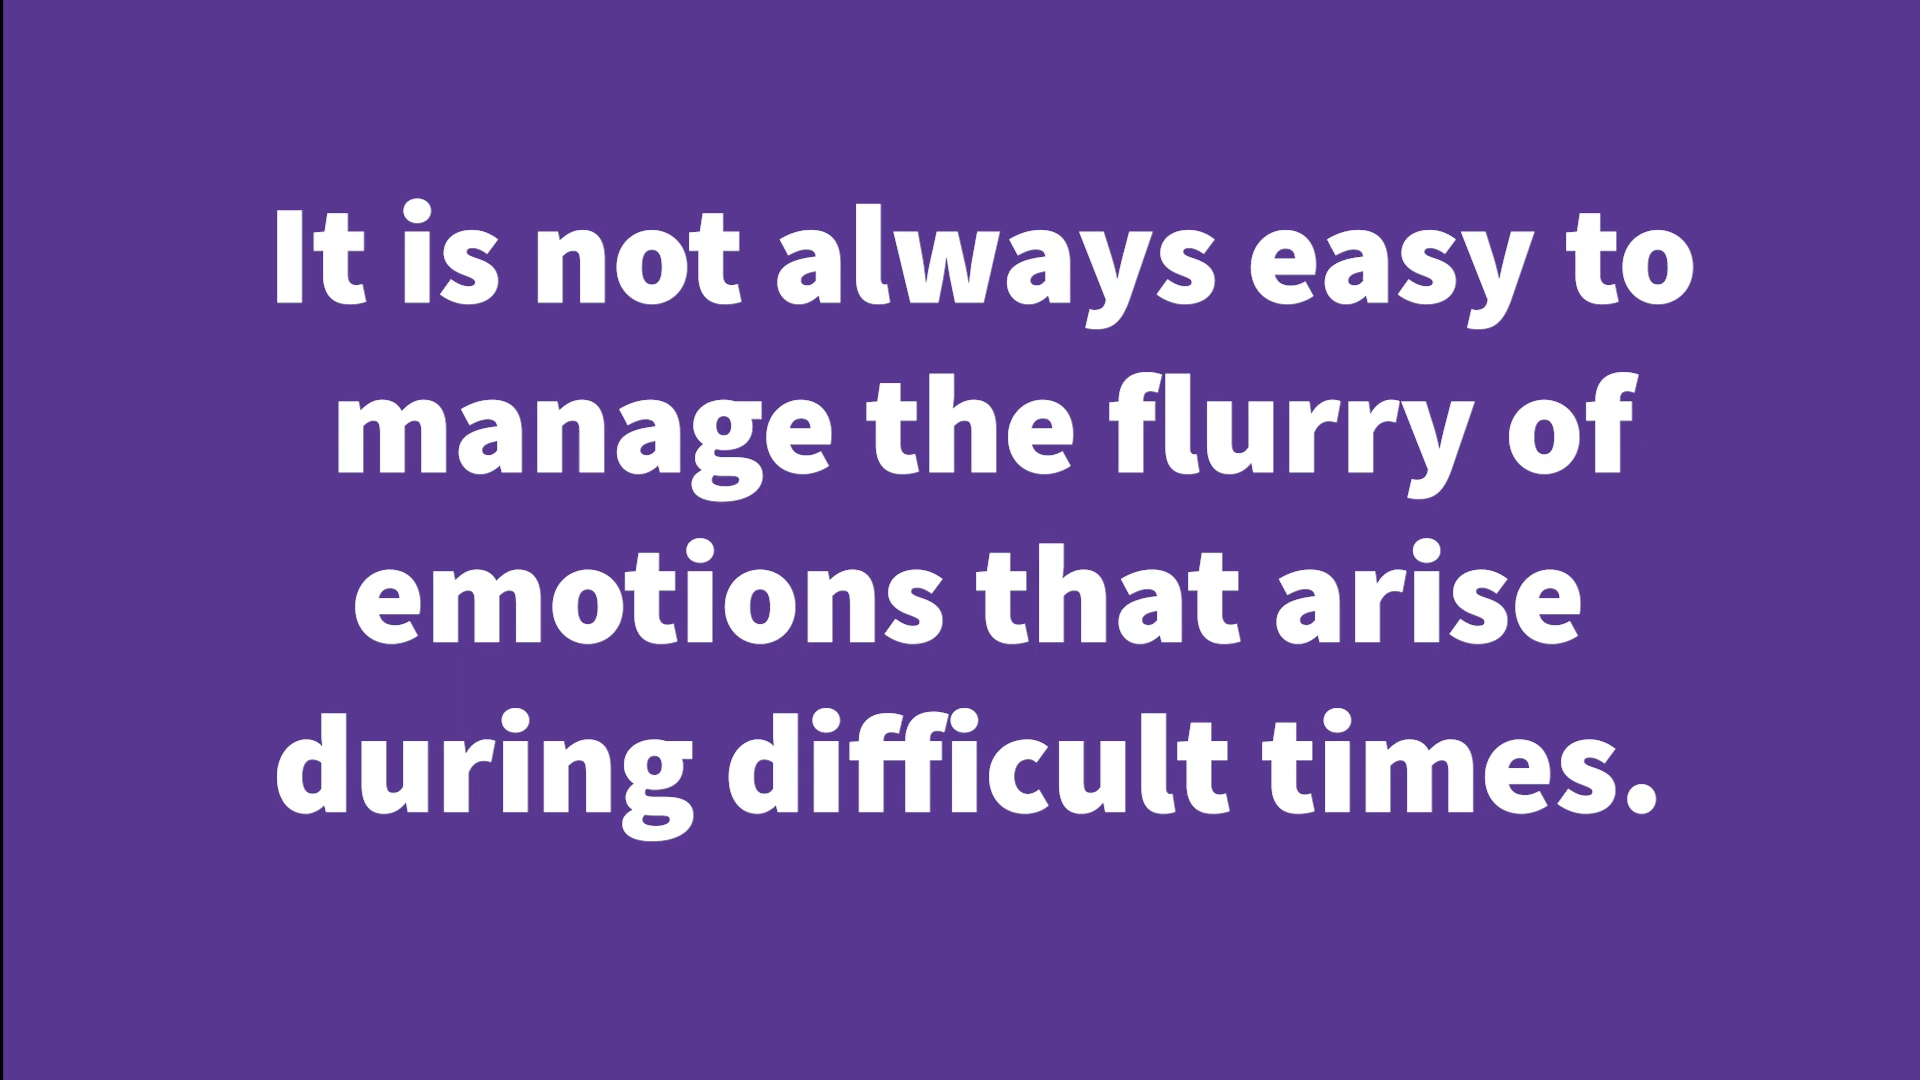 It is not always easy to
manage the flurry of
emotions that arise
during difficult times.